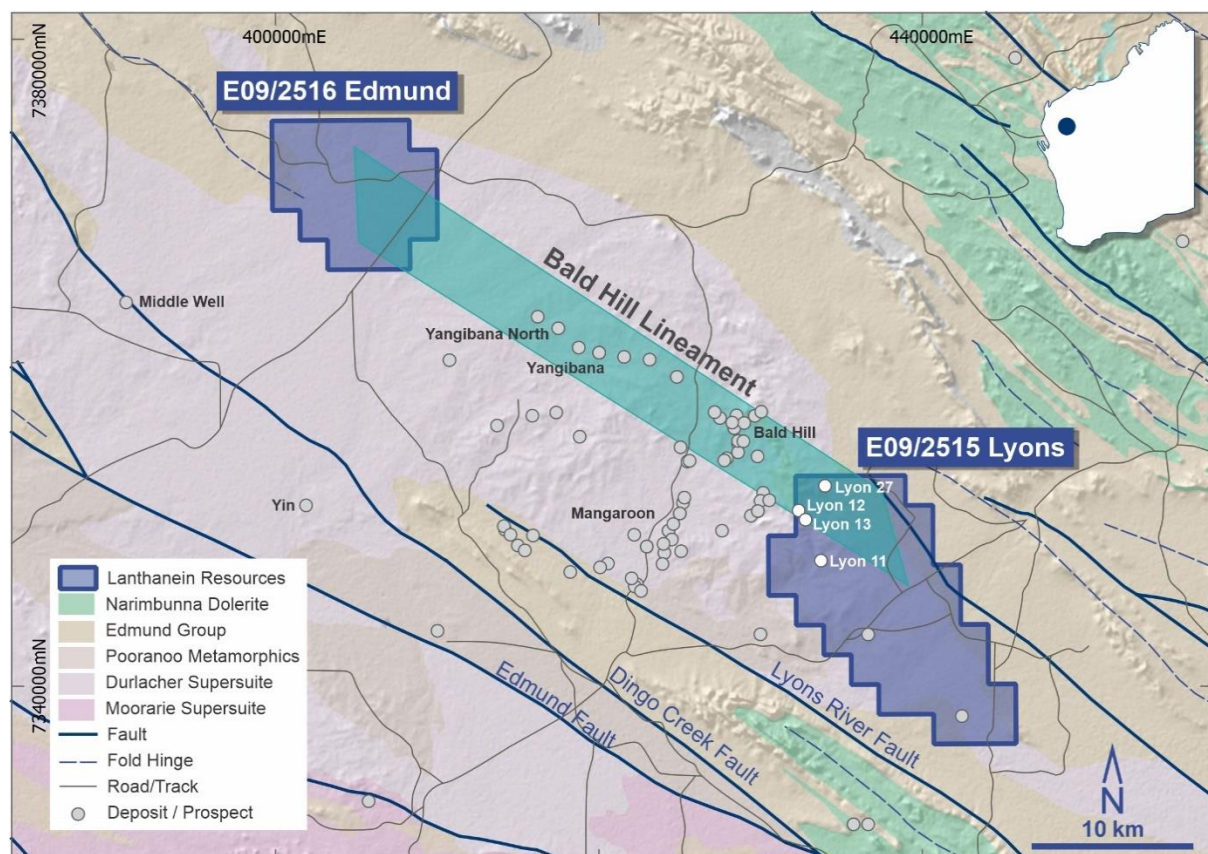 400000mE
440000mE
7380000mN
E09/2516 Edmund
Middle Well
Bald Hill Lineament
Yangibana North
Yangibana
Bald Hill
E09/2515 Lyons
Lyon 27
Lyon 12
Lyon 13
Lyon 11
Yin
Mangaroon
7340000mN
Lanthanein Resources
Narimbunna Dolerite
Edmund Group
Pooranoo Metamorphics
Durlacher Supersuite
Moorarie Supersuite
Fault
Fold Hinge
Road/Track
Deposit / Prospect
Edmund Fault
Dingo Creek Fault
Lyons River Fault
N
10 km